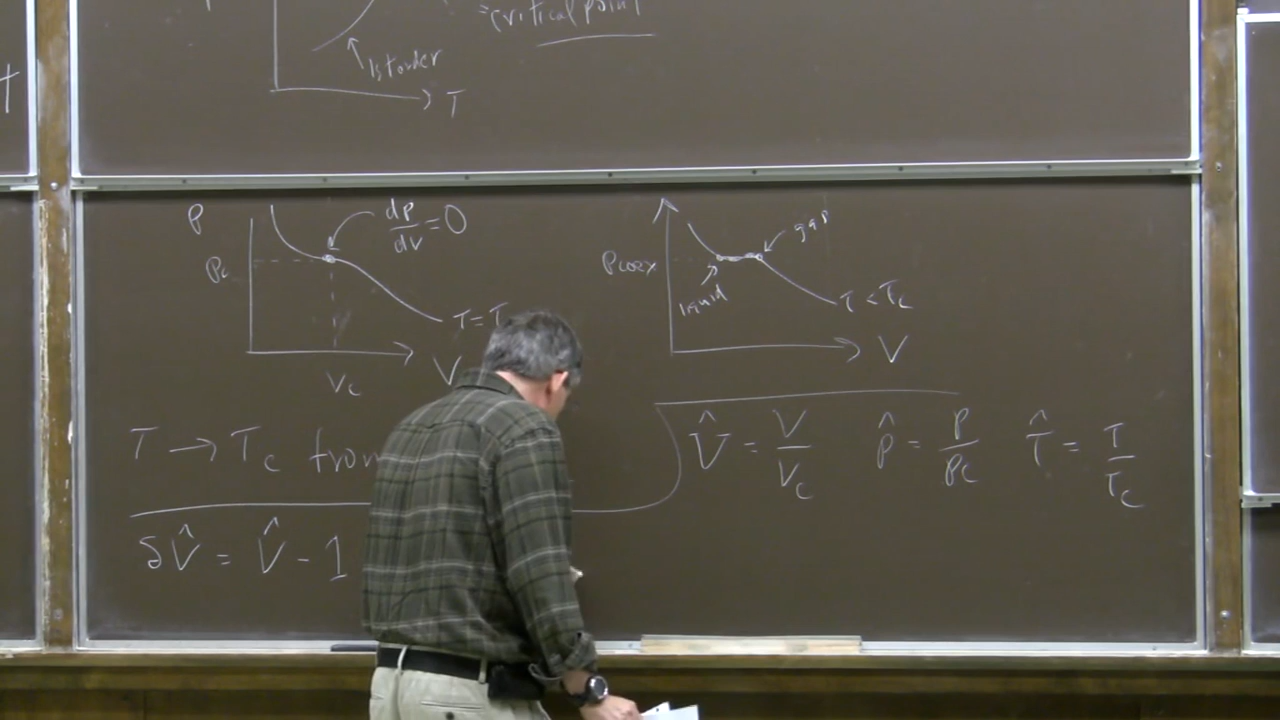 = critical point
1st order
T
P
dP/dV = 0
Pc
T = T
V
Vc
gas
Pcoex
liquid
T < Tc
V
T → Tc from
V̂ = V/Vc P̂ = P/Pc T̂ = T/Tc
δV̂ = V̂ - 1